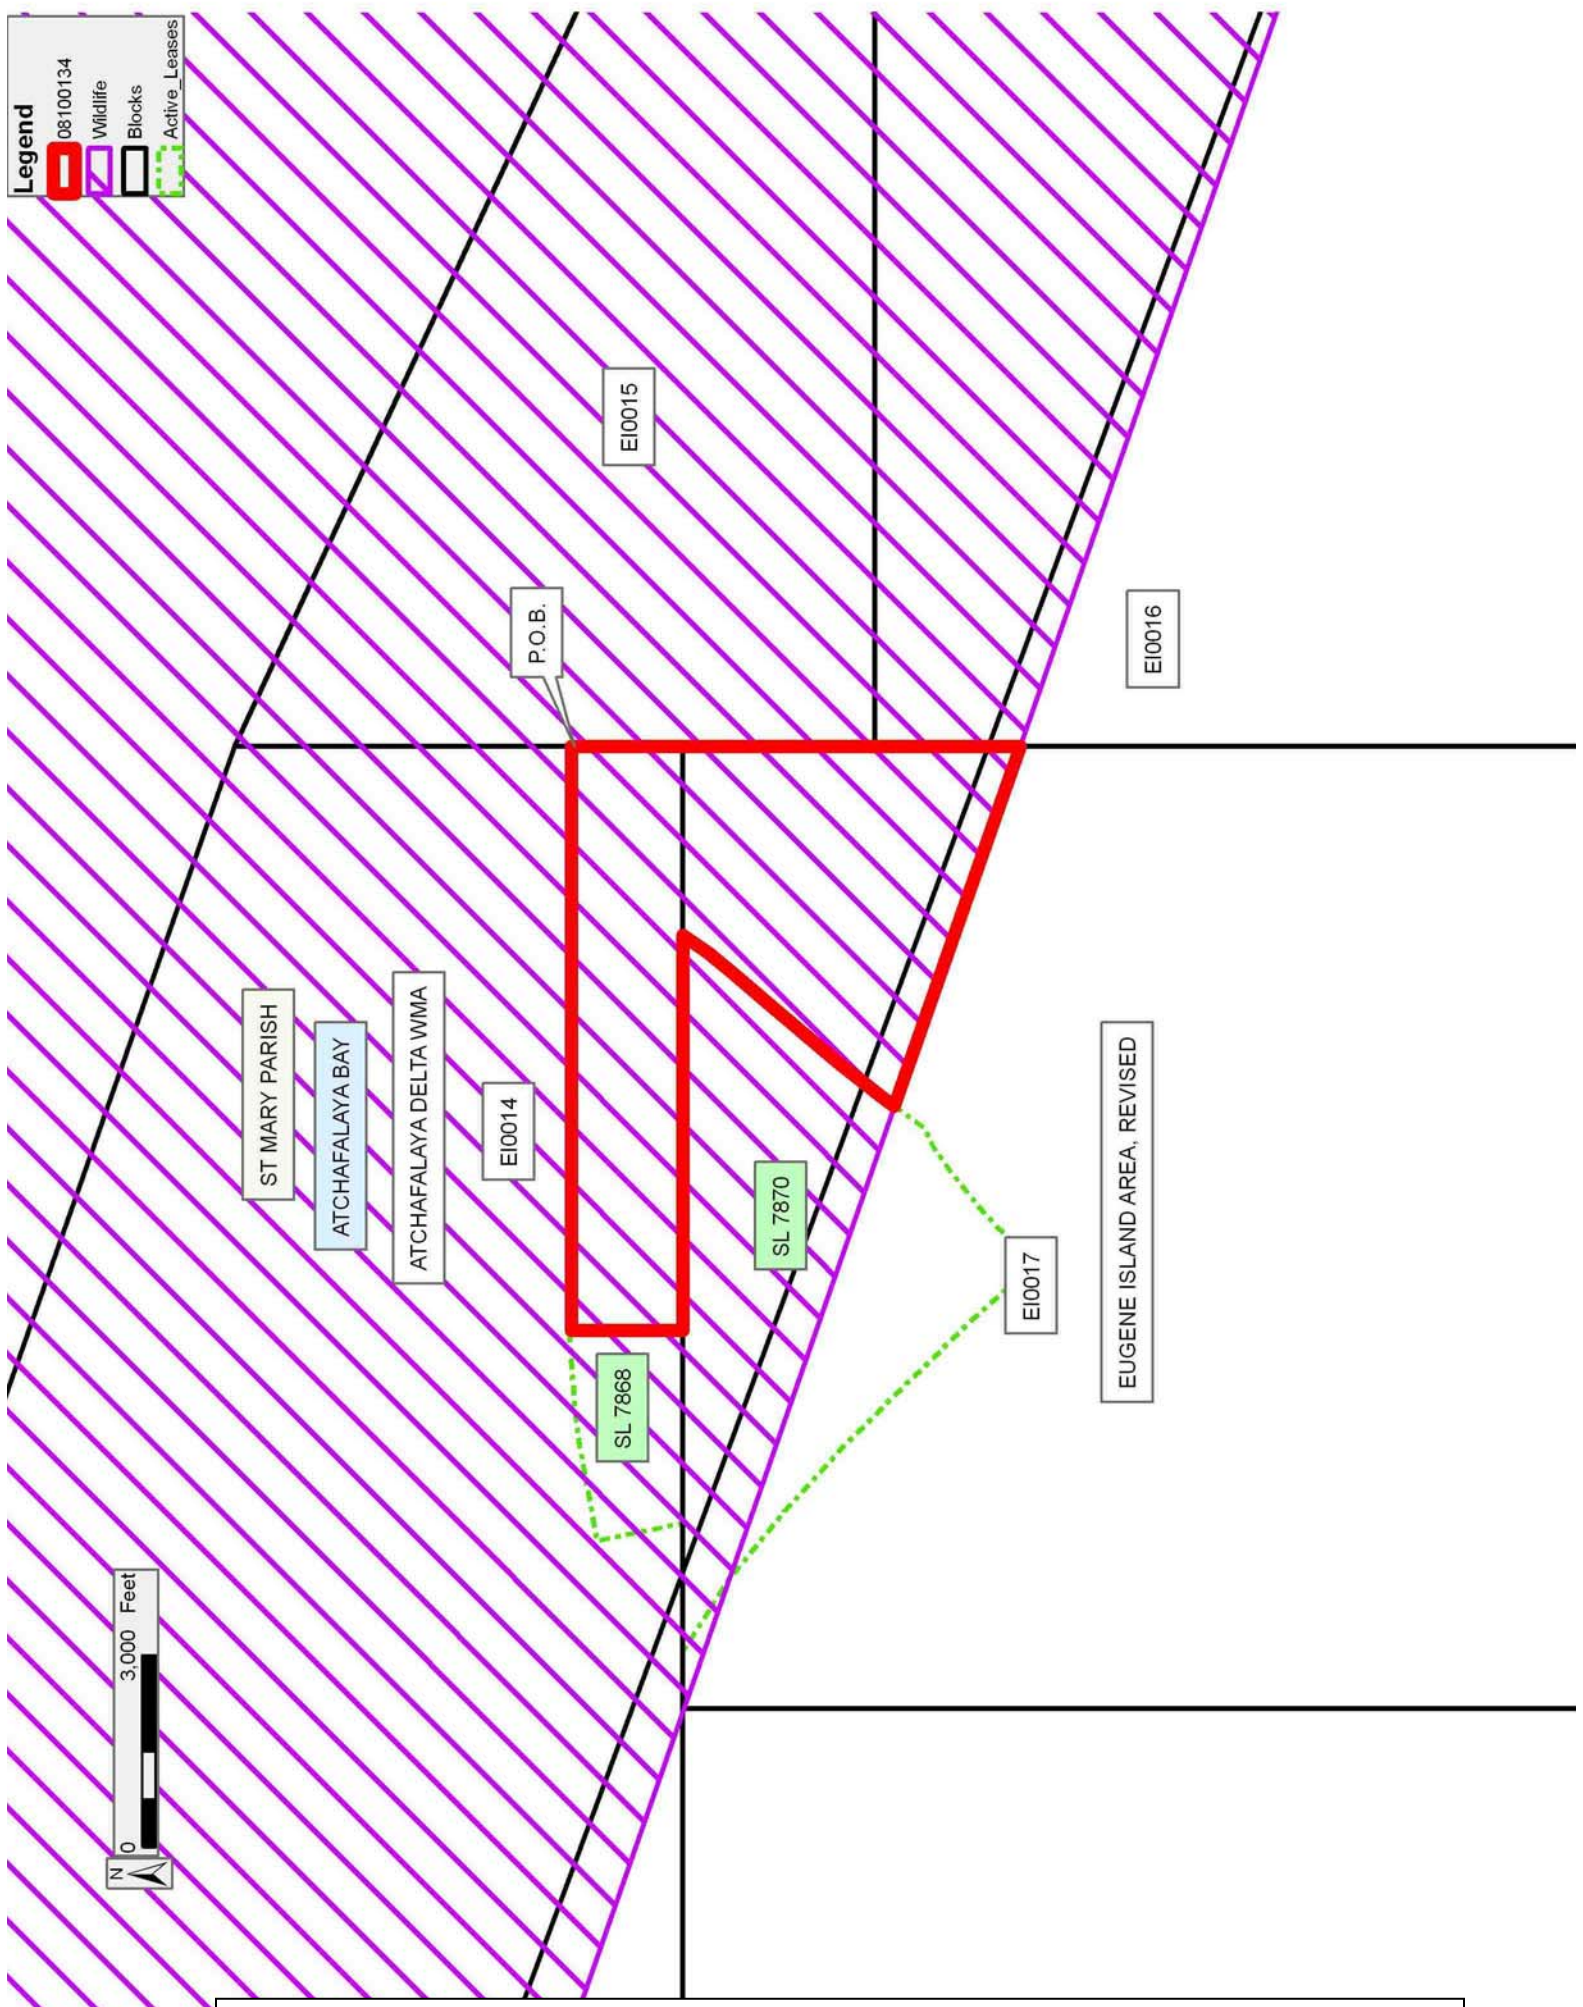 Legend
08100134
Wildlife
Blocks
Active_Leases
0 3,000 Feet
N
ST MARY PARISH
ATCHAFALAYA BAY
ATCHAFALAYA DELTA WMA
EI0014
P.O.B.
EI0015
SL 7868
SL 7870
EI0017
EI0016
EUGENE ISLAND AREA, REVISED